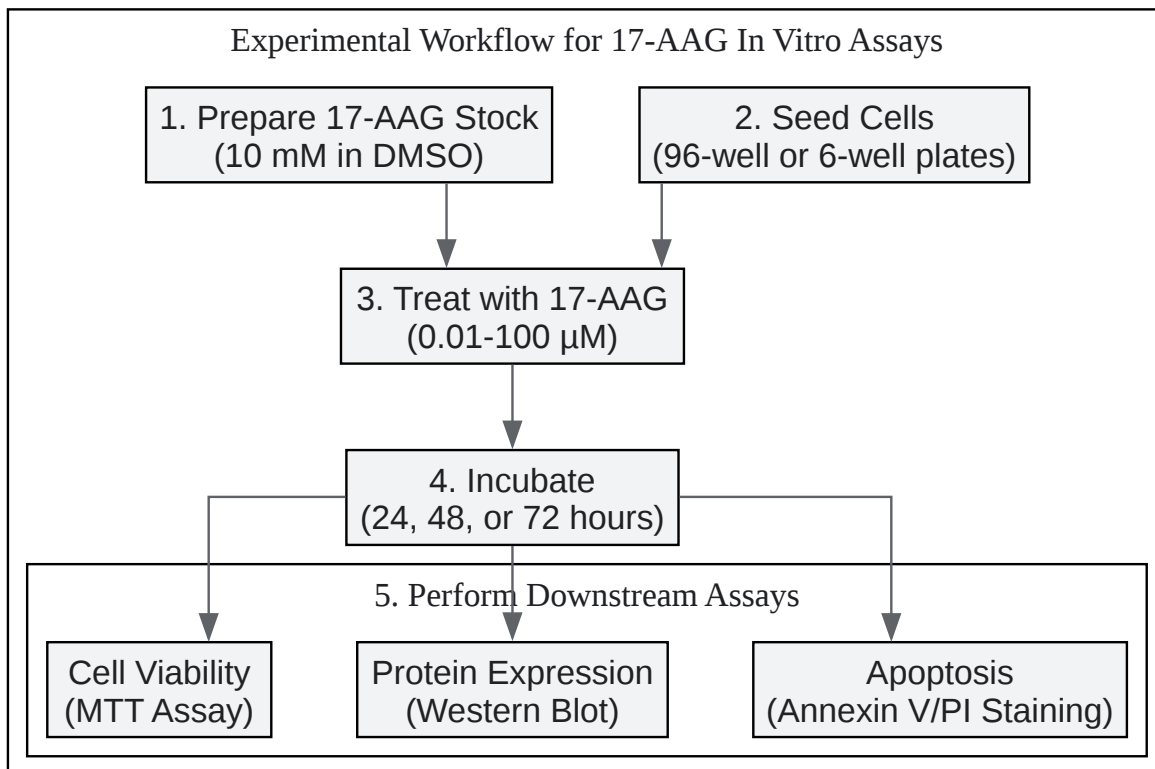 Experimental Workflow for 17-AAG In Vitro Assays
1. Prepare 17-AAG Stock
(10 mM in DMSO)
2. Seed Cells
(96-well or 6-well plates)
3. Treat with 17-AAG
(0.01-100 µM)
4. Incubate
(24, 48, or 72 hours)
5. Perform Downstream Assays
Cell Viability
(MTT Assay)
Protein Expression
(Western Blot)
Apoptosis
(Annexin V/PI Staining)